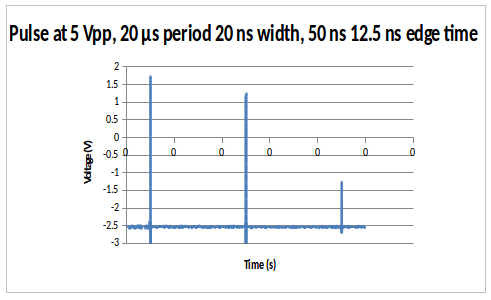 Pulse at 5 Vpp, 20 µs period 20 ns width, 50 ns 12.5 ns edge time
2
1.5
1
0.5
0
-0.5
-1
-1.5
-2
-2.5
-3
0 0 0 0 0 0 0
Voltage (V)
Time (s)